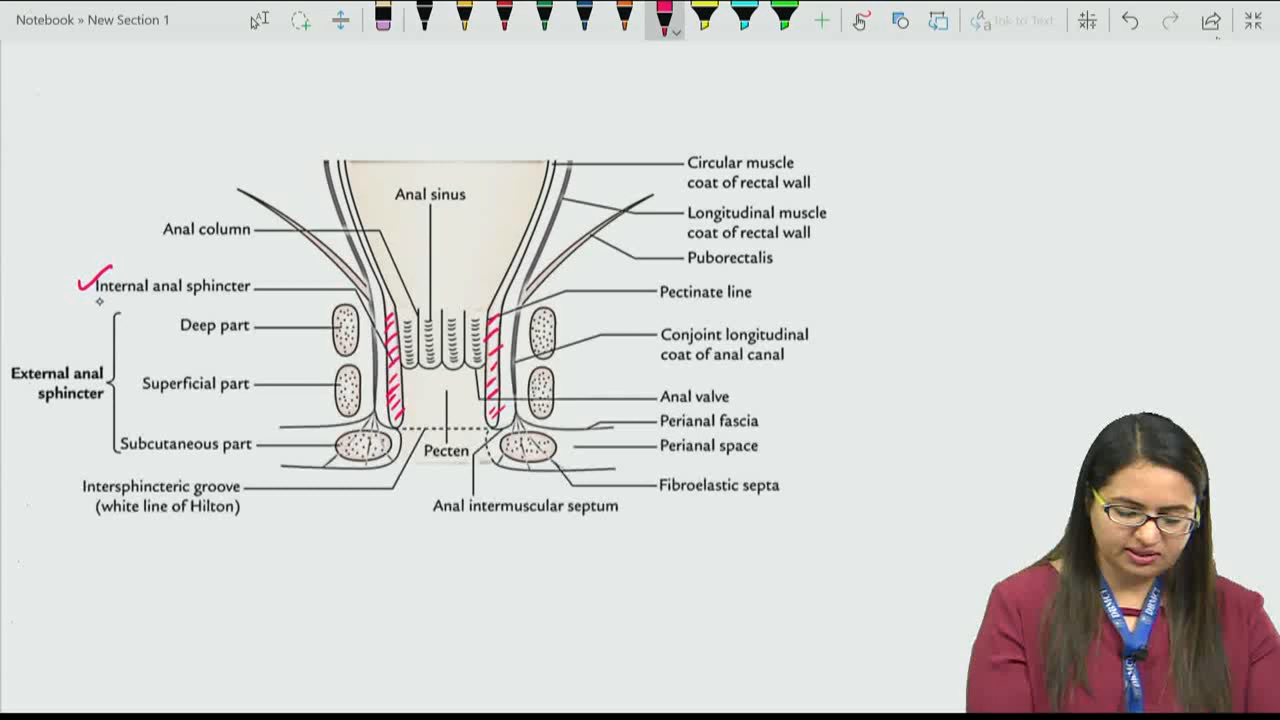 Notebook » New Section 1
Ink to Text
Anal sinus
Anal column
Internal anal sphincter
Deep part
External anal
sphincter
Superficial part
Subcutaneous part
Intersphincteric groove
(white line of Hilton)
Pecten
Anal intermuscular septum
Circular muscle
coat of rectal wall
Longitudinal muscle
coat of rectal wall
Puborectalis
Pectinate line
Conjoint longitudinal
coat of anal canal
Anal valve
Perianal fascia
Perianal space
Fibroelastic septa